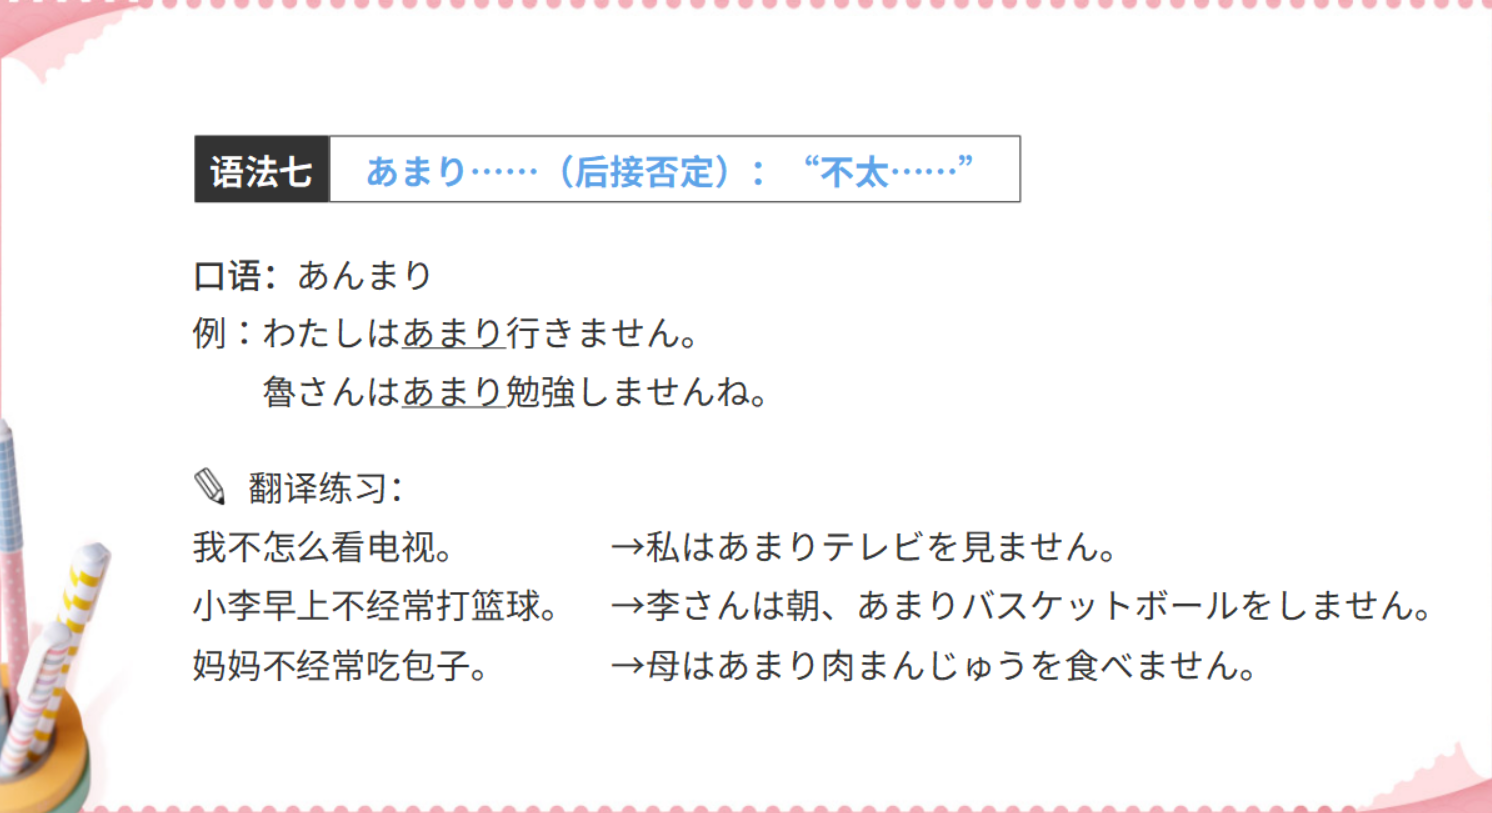 语法七 あまり……（后接否定）：“不太……”
口语：あんまり
例：わたしはあまり行きません。
魯さんはあまり勉強しませんね。
翻译练习：
我不怎么看电视。 →私はあまりテレビを見ません。
小李早上不经常打篮球。 →李さんは朝、あまりバスケットボールをしません。
妈妈不经常吃包子。 →母はあまり肉まんじゅうを食べません。